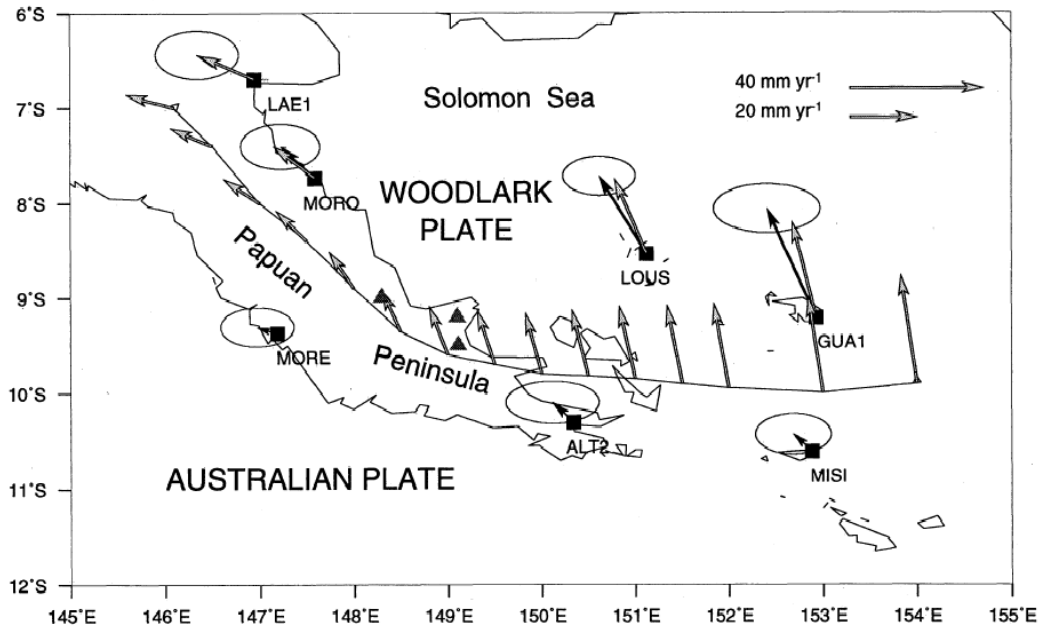 6°S
7°S
8°S
9°S
10°S
11°S
12°S
40 mm yr-1
20 mm yr-1
Solomon Sea
LAE1
MORO
WOODLARK
PLATE
LOUS
GUA1
Papuan
Peninsula
MORE
ALT2
MISI
AUSTRALIAN PLATE
145°E
146°E
147°E
148°E
149°E
150°E
151°E
152°E
153°E
154°E
155°E